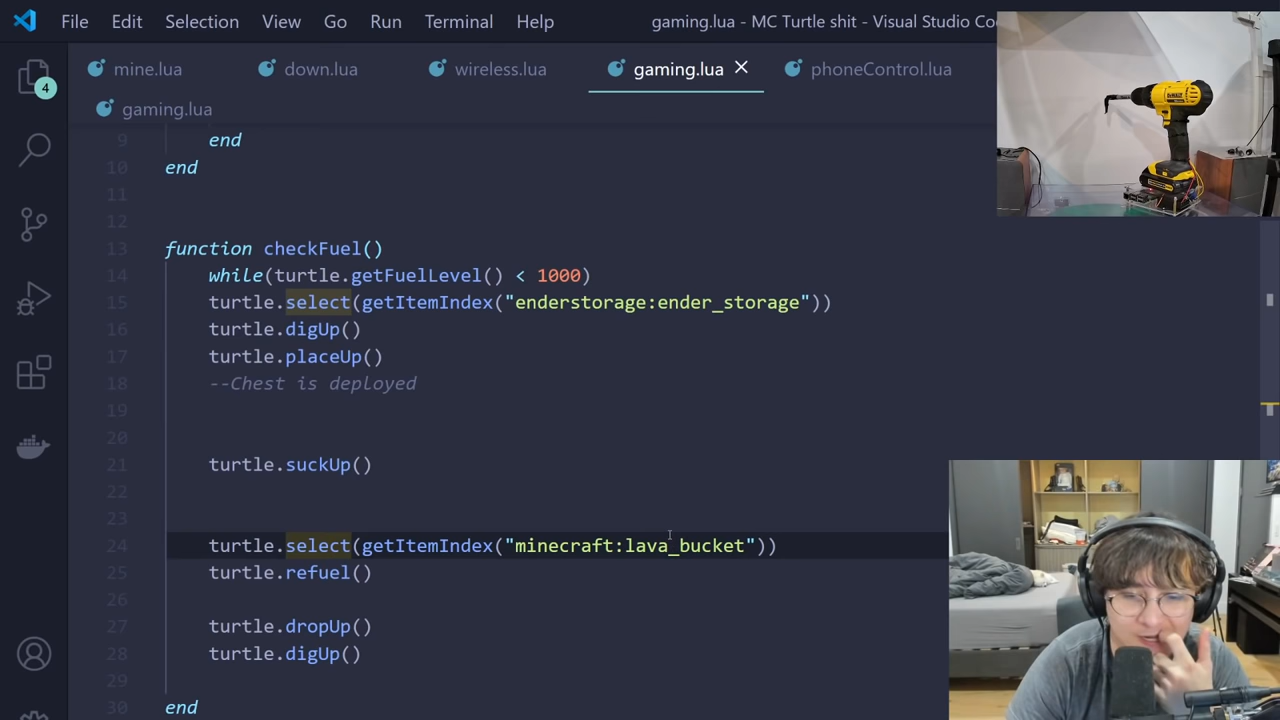 File Edit Selection View Go Run Terminal Help gaming.lua - MC Turtle shit - Visual Studio
mine.lua down.lua wireless.lua gaming.lua phoneControl.lua
4
gaming.lua
9 end
10 end
11
12
13 function checkFuel()
14 while(turtle.getFuelLevel() < 1000)
15 turtle.select(getItemIndex("enderstorage:ender_storage"))
16 turtle.digUp()
17 turtle.placeUp()
18 --Chest is deployed
19
20
21 turtle.suckUp()
22
23
24 turtle.select(getItemIndex("minecraft:lava_bucket"))
25 turtle.refuel()
26
27 turtle.dropUp()
28 turtle.digUp()
29
30 end
DEWALT